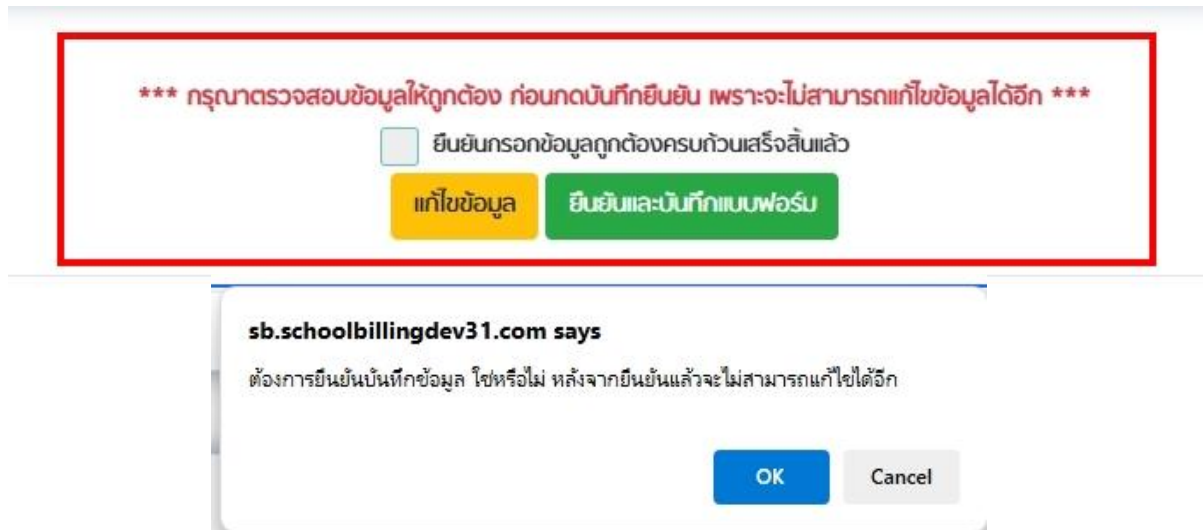 *** กรุณาตรวจสอบข้อมูลให้ถูกต้อง ก่อนกดบันทึกยืนยัน เพราะจะไม่สามารถแก้ไขข้อมูลได้อีก ***
ยืนยันกรอกข้อมูลถูกต้องครบถ้วนเสร็จสิ้นแล้ว
แก้ไขข้อมูล ยืนยันและบันทึกแบบฟอร์ม
sb.schoolbillingdev31.com says
ต้องการยืนยันบันทึกข้อมูล ใช่หรือไม่ หลังจากยืนยันแล้วจะไม่สามารถแก้ไขได้อีก
OK Cancel